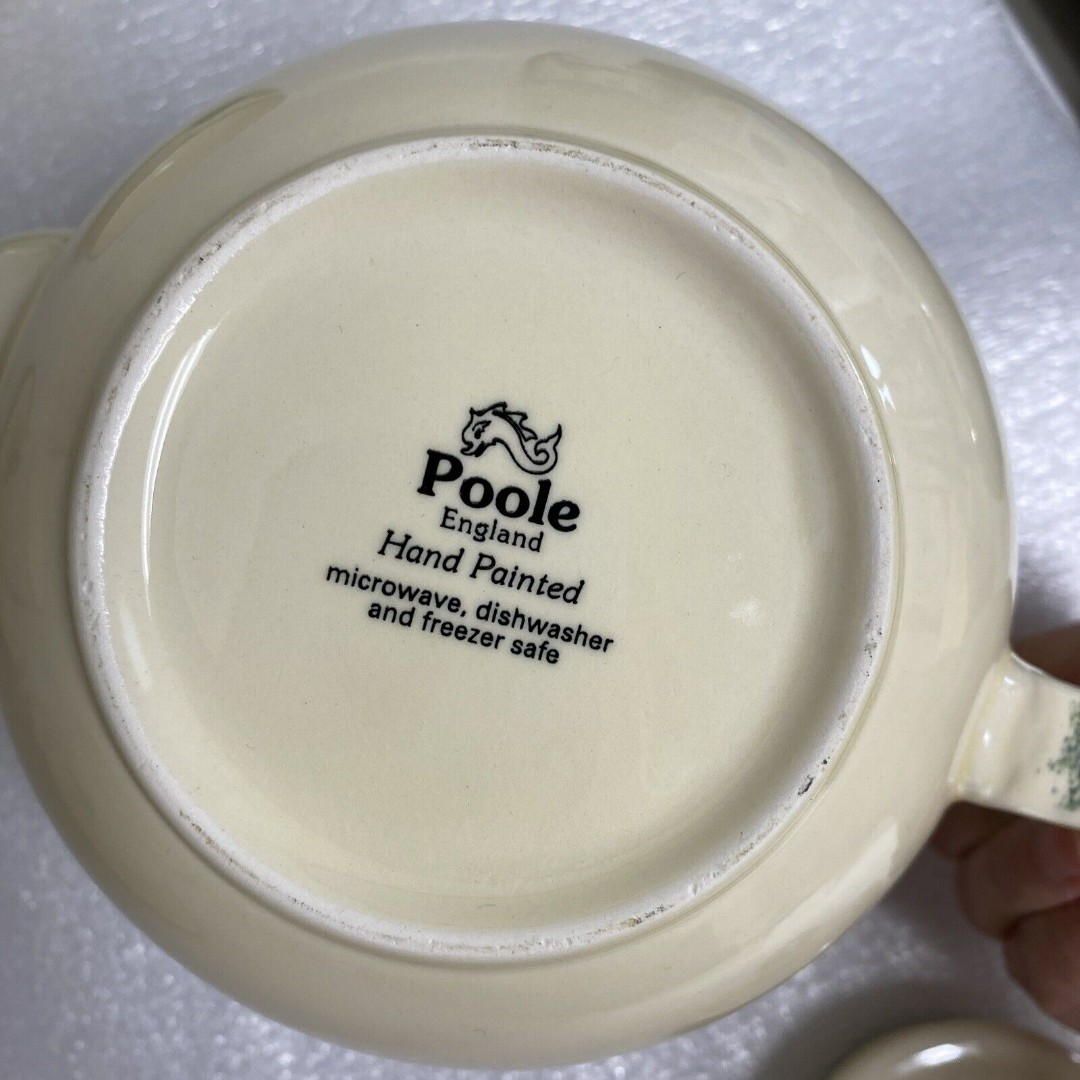 Poole
England
Hand Painted
microwave, dishwasher
and freezer safe